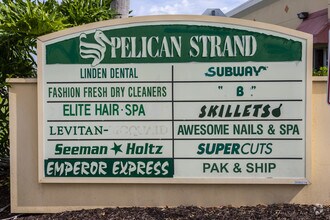 PELICAN STRAND
LINDEN DENTAL
SUBWAY
FASHION FRESH DRY CLEANERS
" B "
ELITE HAIR · SPA
SKILLETS
LEVITAN-
AWESOME NAILS & SPA
Seeman Holtz
SUPERCUTS
EMPEROR EXPRESS
PAK & SHIP